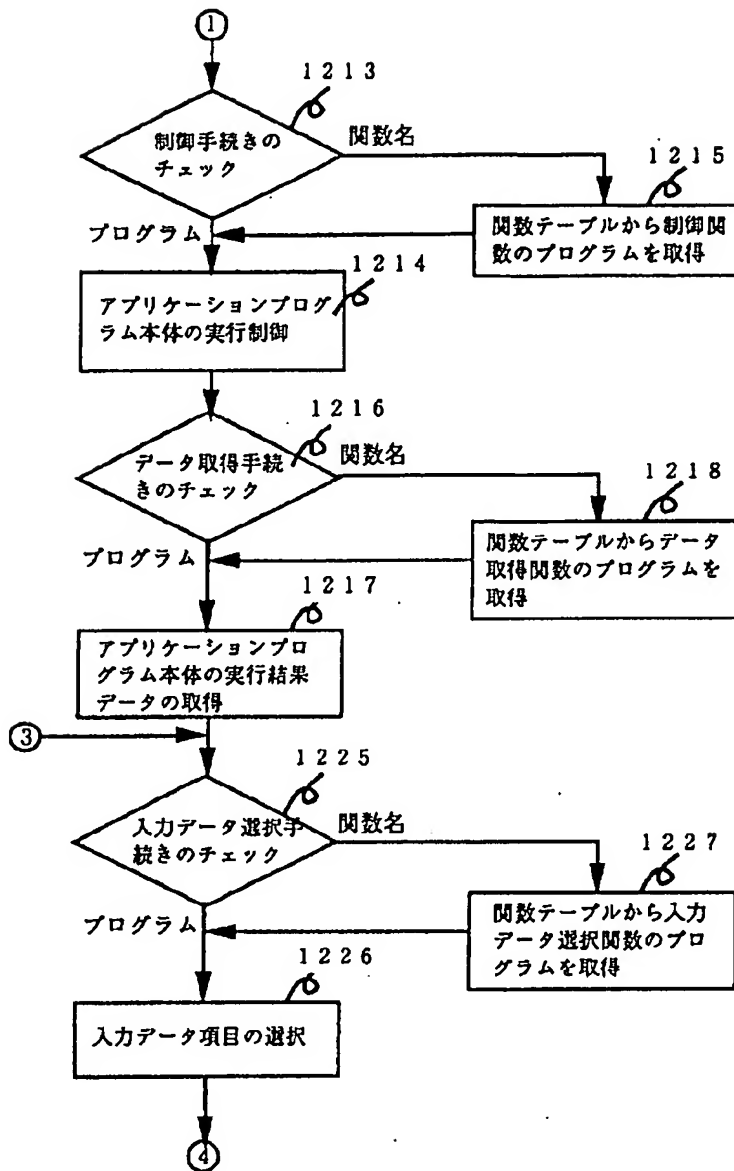 ①
1213
制御手続きの
チェック
関数名
1215
関数テーブルから制御関
数のプログラムを取得
プログラム
1214
アプリケーションプログ
ラム本体の実行制御
1216
データ取得手続
きのチェック
関数名
1218
関数テーブルからデータ
取得関数のプログラムを
取得
プログラム
1217
アプリケーションプロ
グラム本体の実行結果
データの取得
③
1225
入力データ選択手
続きのチェック
関数名
1227
関数テーブルから入力
データ選択関数のプロ
グラムを取得
プログラム
1226
入力データ項目の選択
④